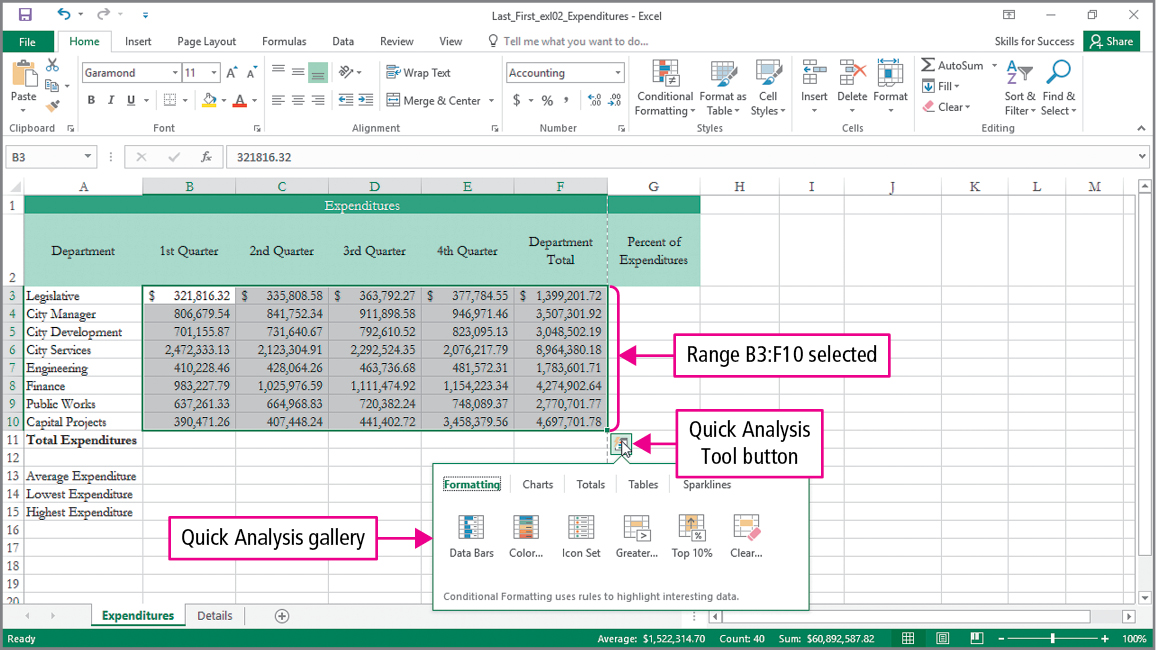 Last_First_exl02_Expenditures - Excel
File Home Insert Page Layout Formulas Data Review View Tell me what you want to do... Skills for Success Share
Paste
Clipboard
Garamond 11 A A
B I U A
Font
Wrap Text
Merge & Center
Alignment
Accounting
$ % , .00 .0
Number
Conditional Formatting
Format as Table
Cell Styles
Styles
Insert Delete Format
Cells
AutoSum
Fill
Clear
Sort & Filter
Find & Select
Editing
B3 fx 321816.32
A B C D E F G H I J K L M
1 Expenditures
2 Department 1st Quarter 2nd Quarter 3rd Quarter 4th Quarter Department Total Percent of Expenditures
3 Legislative $ 321,816.32 $ 335,808.58 $ 363,792.27 $ 377,784.55 $ 1,399,201.72
4 City Manager 806,679.54 841,752.34 911,898.58 946,971.46 3,507,301.92
5 City Development 701,155.87 731,640.67 792,610.52 823,095.13 3,048,502.19
6 City Services 2,472,333.13 2,123,304.91 2,292,524.35 2,076,217.79 8,964,380.18
7 Engineering 410,228.46 428,064.26 463,736.68 481,572.31 1,783,601.71
8 Finance 983,227.79 1,025,976.59 1,111,474.92 1,154,223.34 4,274,902.64
9 Public Works 637,261.33 664,968.83 720,382.24 748,089.37 2,770,701.77
10 Capital Projects 390,471.26 407,448.24 441,402.72 3,458,379.56 4,697,701.78
11 Total Expenditures
12
13 Average Expenditure
14 Lowest Expenditure
15 Highest Expenditure
16
17
18
19
20
Range B3:F10 selected
Quick Analysis
Tool button
Quick Analysis gallery
Formatting Charts Totals Tables Sparklines
Data Bars Color... Icon Set Greater... Top 10% Clear...
Conditional Formatting uses rules to highlight interesting data.
Expenditures Details
Ready Average: $1,522,314.70 Count: 40 Sum: $60,892,587.82 100%